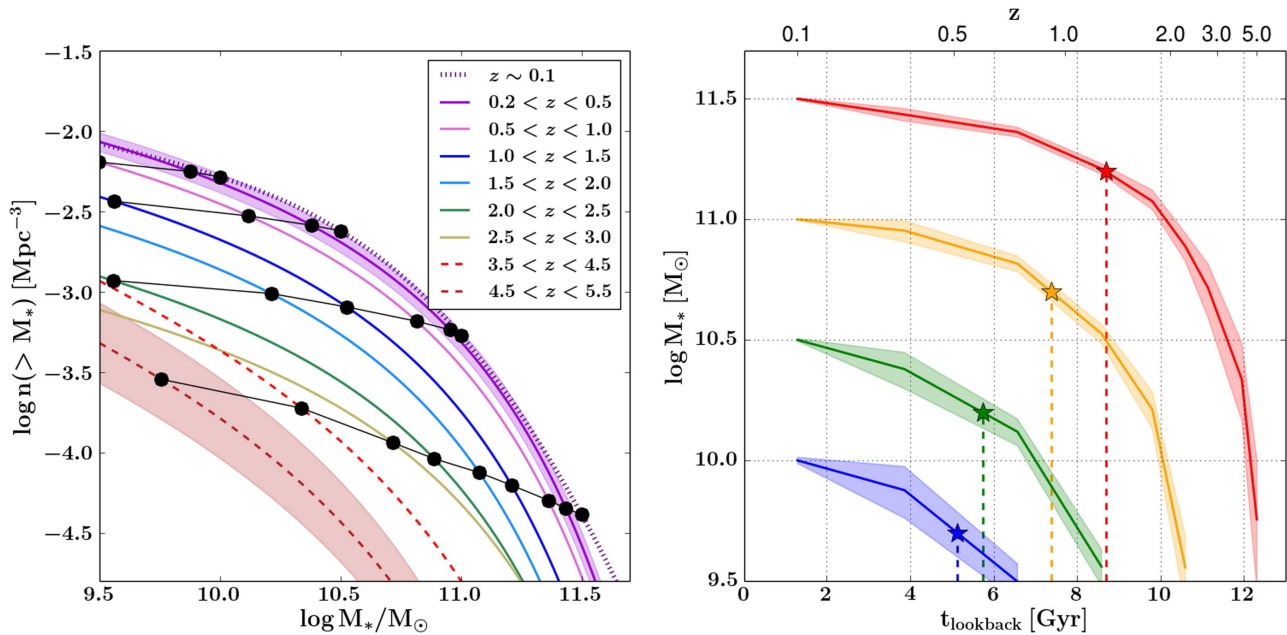 log n(> M*) [Mpc⁻³]
−1.5
−2.0
−2.5
−3.0
−3.5
−4.0
−4.5
9.5 10.0 10.5 11.0 11.5
log M*/M⊙
z ∼ 0.1
0.2 < z < 0.5
0.5 < z < 1.0
1.0 < z < 1.5
1.5 < z < 2.0
2.0 < z < 2.5
2.5 < z < 3.0
3.5 < z < 4.5
4.5 < z < 5.5
z
0.1 0.5 1.0 2.0 3.0 5.0
log M* [M⊙]
11.5
11.0
10.5
10.0
9.5
0 2 4 6 8 10 12
t_lookback [Gyr]